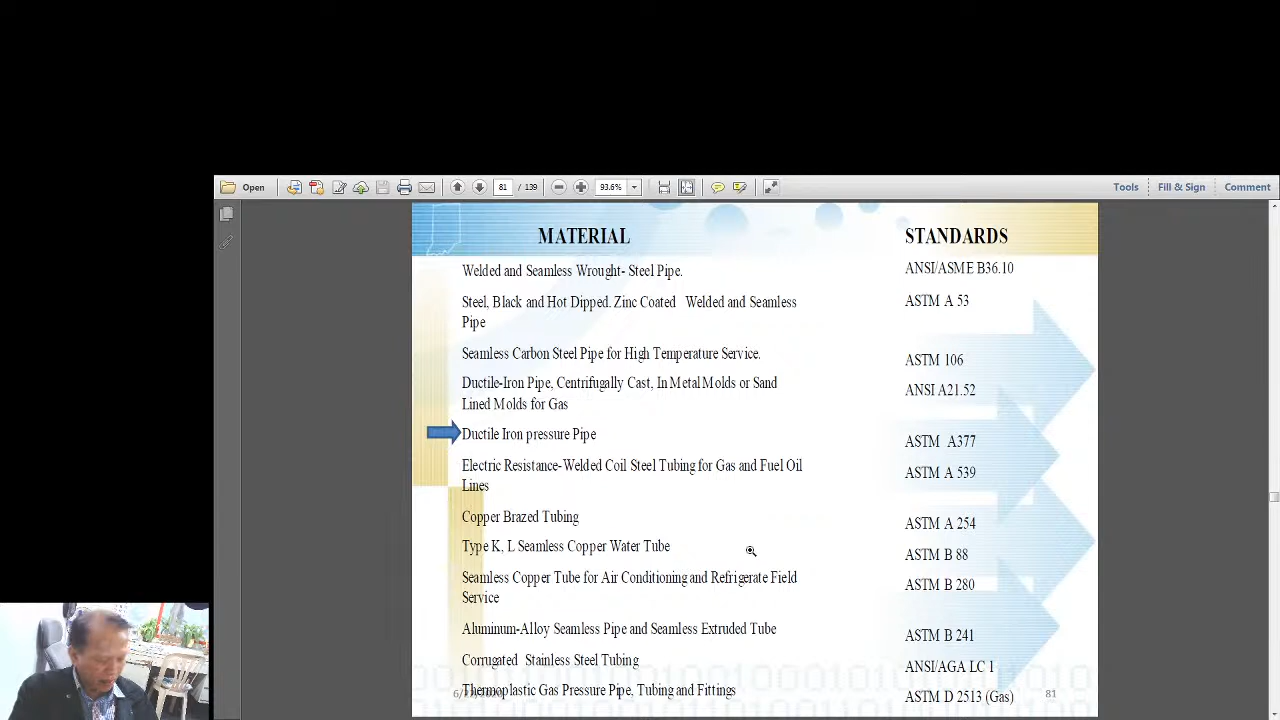 Open
81
/ 139
93.6%
Tools
Fill & Sign
Comment
MATERIAL
STANDARDS
Welded and Seamless Wrought- Steel Pipe.
ANSI/ASME B36.10
Steel, Black and Hot Dipped. Zinc Coated Welded and Seamless
Pipe
ASTM A 53
Seamless Carbon Steel Pipe for High Temperature Service.
ASTM 106
Ductile-Iron Pipe, Centrifugally Cast. In Metal Molds or Sand
Lined Molds for Gas
ANSI A21 52
Ductile Iron pressure Pipe
ASTM A377
Electric Resistance-Welded Coil Steel Tubing for Gas and Fuel Oil
Lines
ASTM A 539
Copper Brazed Tubing
ASTM A 254
Type K, L Seamless Copper Water Tube
ASTM B 88
Seamless Copper Tube for Air Conditioning and Refrigerate Field
Service
ASTM B 280
Aluminum-Alloy Seamless Pipe and Seamless Extruded Tube
ASTM B 241
Corrugated Stainless Steel Tubing
ANSI/AGA LC 1
Thermoplastic Gas Pressure Pipe, Tubing and Fittings
ASTM D 2513 (Gas)
81